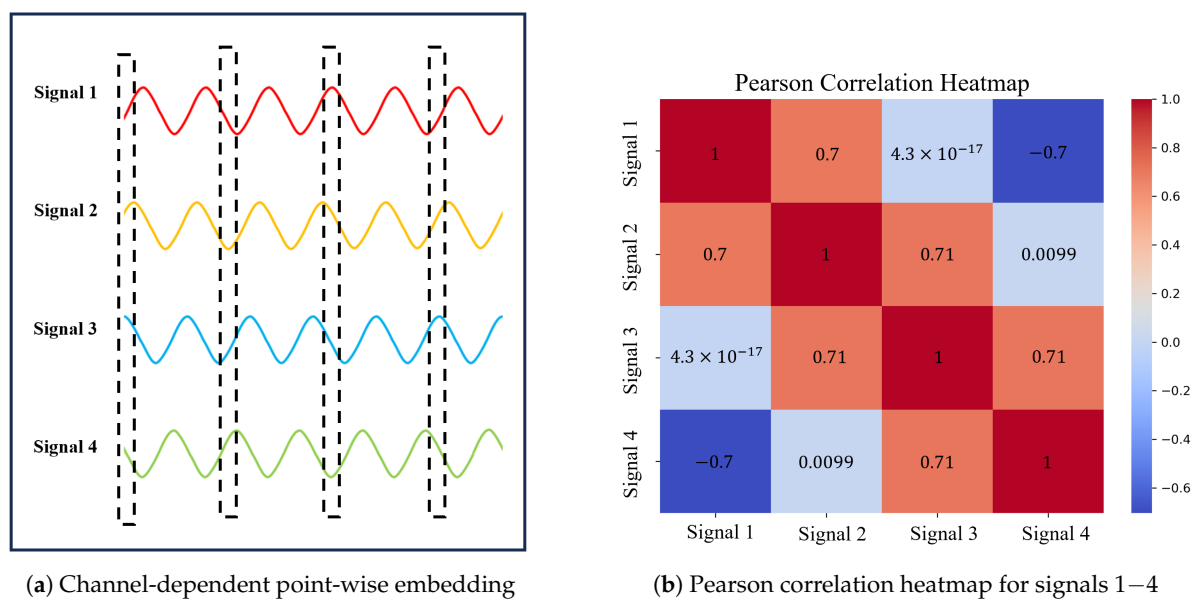 Signal 1
Signal 2
Signal 3
Signal 4
(a) Channel-dependent point-wise embedding
Pearson Correlation Heatmap
Signal 1
1
0.7
4.3 × 10⁻¹⁷
−0.7
Signal 2
0.7
1
0.71
0.0099
Signal 3
4.3 × 10⁻¹⁷
0.71
1
0.71
Signal 4
−0.7
0.0099
0.71
1
Signal 1
Signal 2
Signal 3
Signal 4
1.0
0.8
0.6
0.4
0.2
0.0
−0.2
−0.4
−0.6
(b) Pearson correlation heatmap for signals 1−4